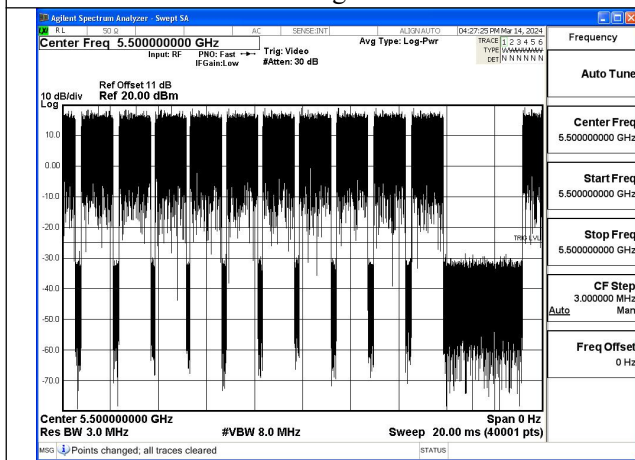 Agilent Spectrum Analyzer - Swept SA
RL 50 Ω AC SENSE:INT ALIGNAUTO 04:27:25 PM Mar 14, 2024
Center Freq 5.500000000 GHz
Input: RF PNO: Fast Trig: Video Avg Type: Log-Pwr TRACE 1 2 3 4 5 6
IFGain:Low #Atten: 30 dB TYPE
DET N N N N N N
Frequency
Auto Tune
Ref Offset 11 dB
10 dB/div Ref 20.00 dBm
Log
10.0
0.00
-10.0
-20.0
TRIG LVL
-30.0
-40.0
-50.0
-60.0
-70.0
Center 5.500000000 GHz Span 0 Hz
Res BW 3.0 MHz #VBW 8.0 MHz Sweep 20.00 ms (40001 pts)
MSG Points changed; all traces cleared STATUS
Center Freq
5.500000000 GHz
Start Freq
5.500000000 GHz
Stop Freq
5.500000000 GHz
CF Step
3.000000 MHz
Auto Man
Freq Offset
0 Hz